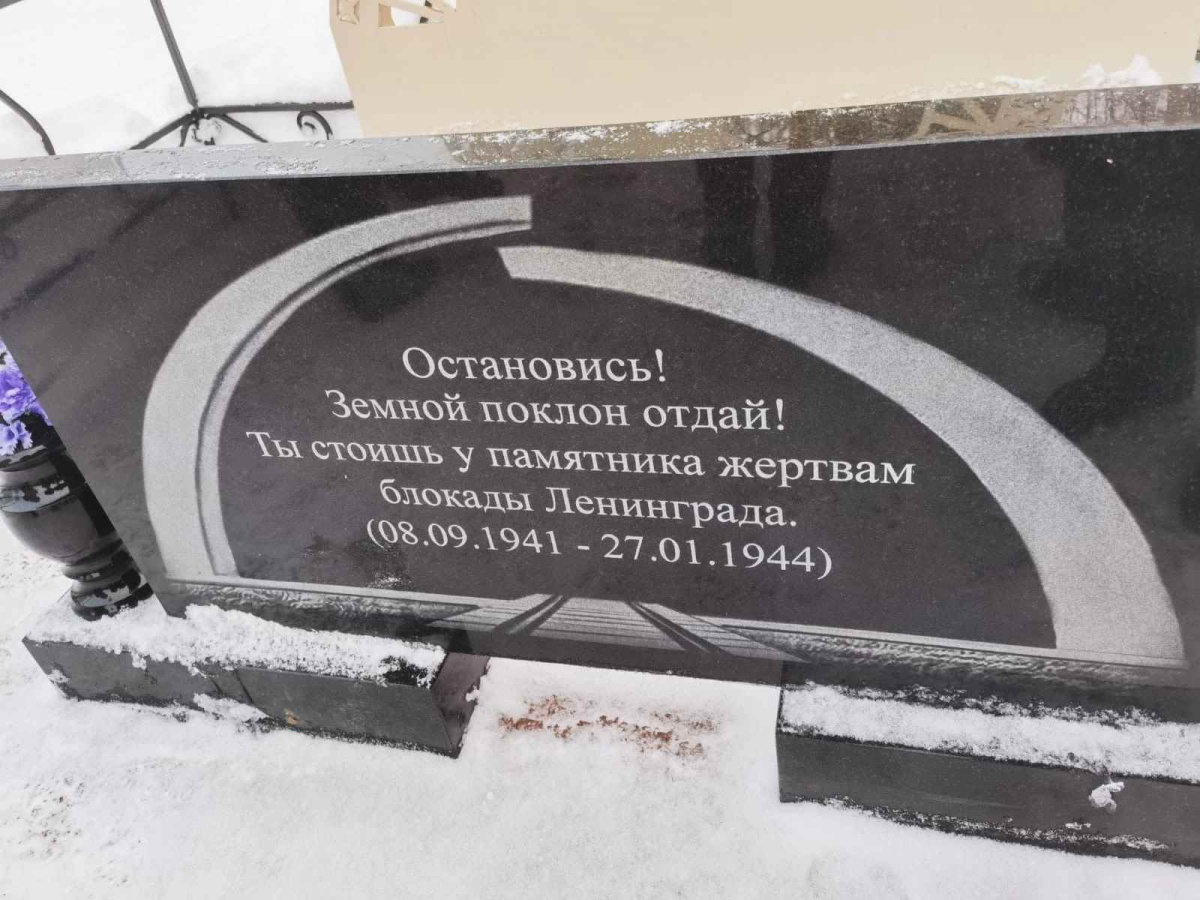 Остановись!
Земной поклон отдай!
Ты стоишь у памятника жертвам
блокады Ленинграда.
(08.09.1941 - 27.01.1944)